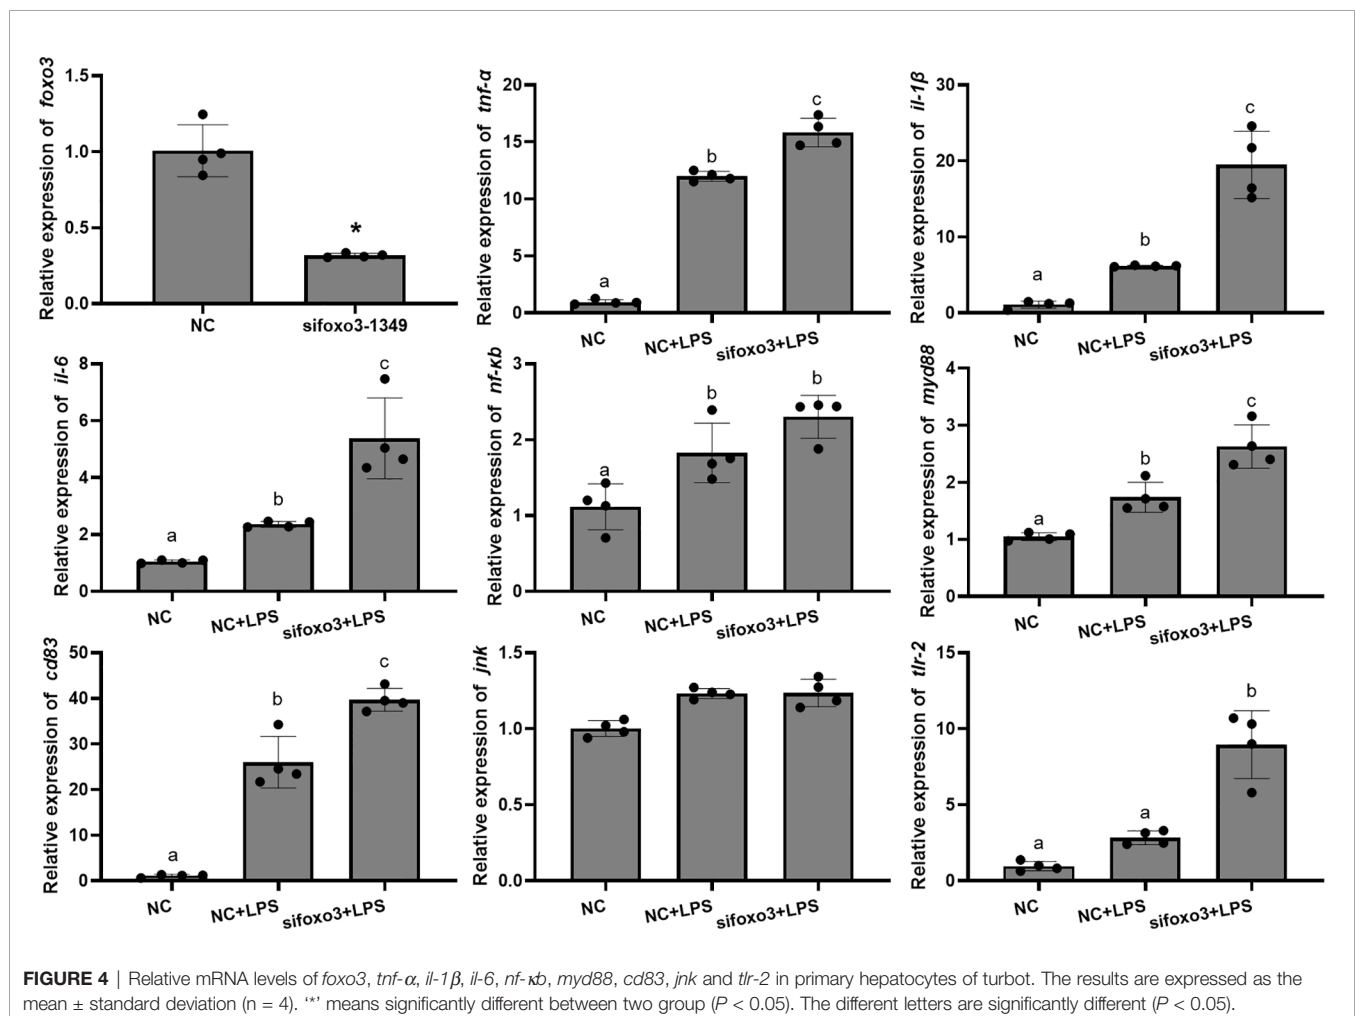 Relative expression of foxo3
1.5
1.0
0.5
0.0
*
NC
sifoxo3-1349
Relative expression of tnf-α
20
15
10
5
0
a
b
c
NC
NC+LPS
sifoxo3+LPS
Relative expression of il-1β
30
20
10
0
a
b
c
NC
NC+LPS
sifoxo3+LPS
Relative expression of il-6
8
6
4
2
0
a
b
c
NC
NC+LPS
sifoxo3+LPS
Relative expression of nf-κb
3
2
1
0
a
b
b
NC
NC+LPS
sifoxo3+LPS
Relative expression of myd88
4
3
2
1
0
a
b
c
NC
NC+LPS
sifoxo3+LPS
Relative expression of cd83
50
40
30
20
10
0
a
b
c
NC
NC+LPS
sifoxo3+LPS
Relative expression of jnk
1.5
1.0
0.5
0.0
NC
NC+LPS
sifoxo3+LPS
Relative expression of tlr-2
15
10
5
0
a
a
b
NC
NC+LPS
sifoxo3+LPS
FIGURE 4 | Relative mRNA levels of foxo3, tnf-α, il-1β, il-6, nf-κb, myd88, cd83, jnk and tlr-2 in primary hepatocytes of turbot. The results are expressed as the
mean ± standard deviation (n = 4). ‘*’ means significantly different between two group (P < 0.05). The different letters are significantly different (P < 0.05).